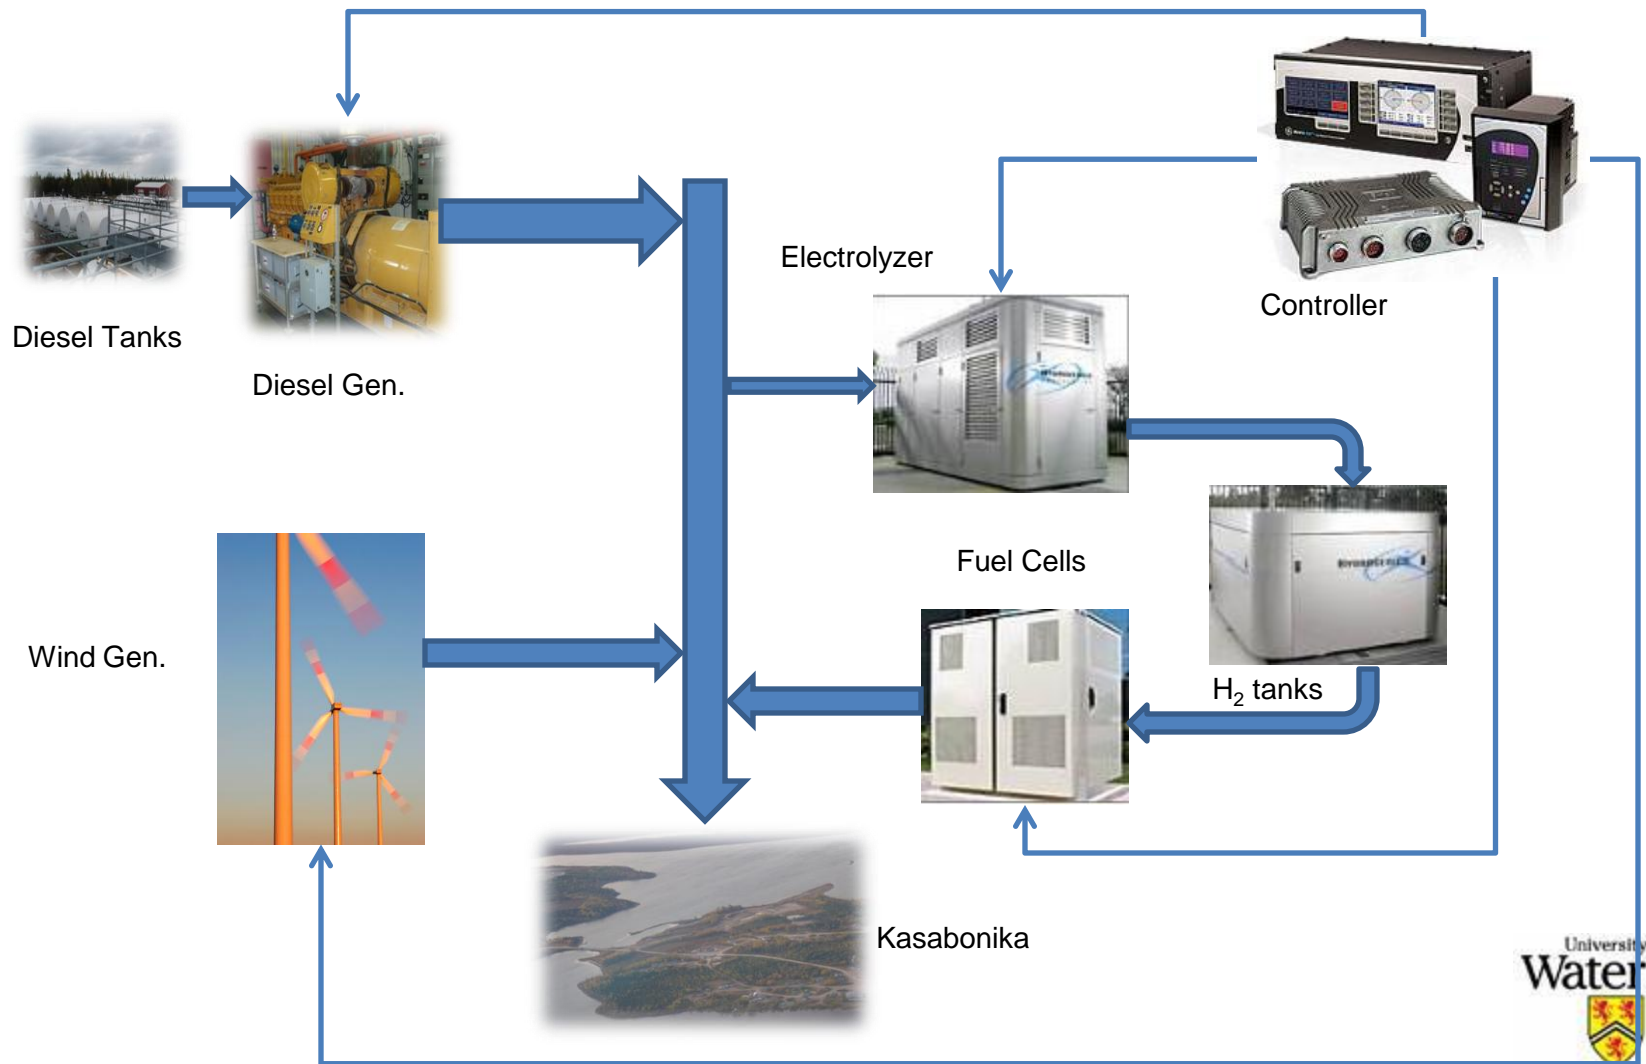 Electrolyzer
Controller
Diesel Tanks
Diesel Gen.
Fuel Cells
Wind Gen.
H2 tanks
Kasabonika
University
Water